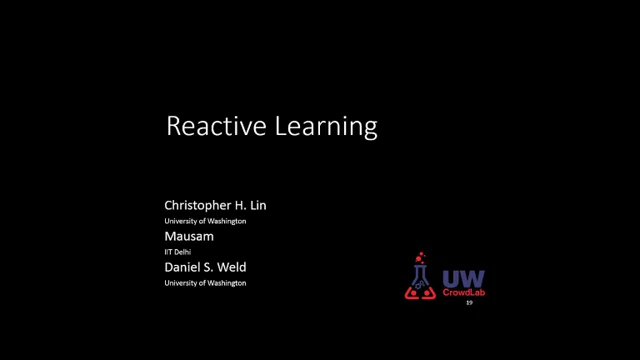 Reactive Learning
Christopher H. Lin
University of Washington
Mausam
IIT Delhi
Daniel S. Weld
University of Washington
UW
CrowdLab
19